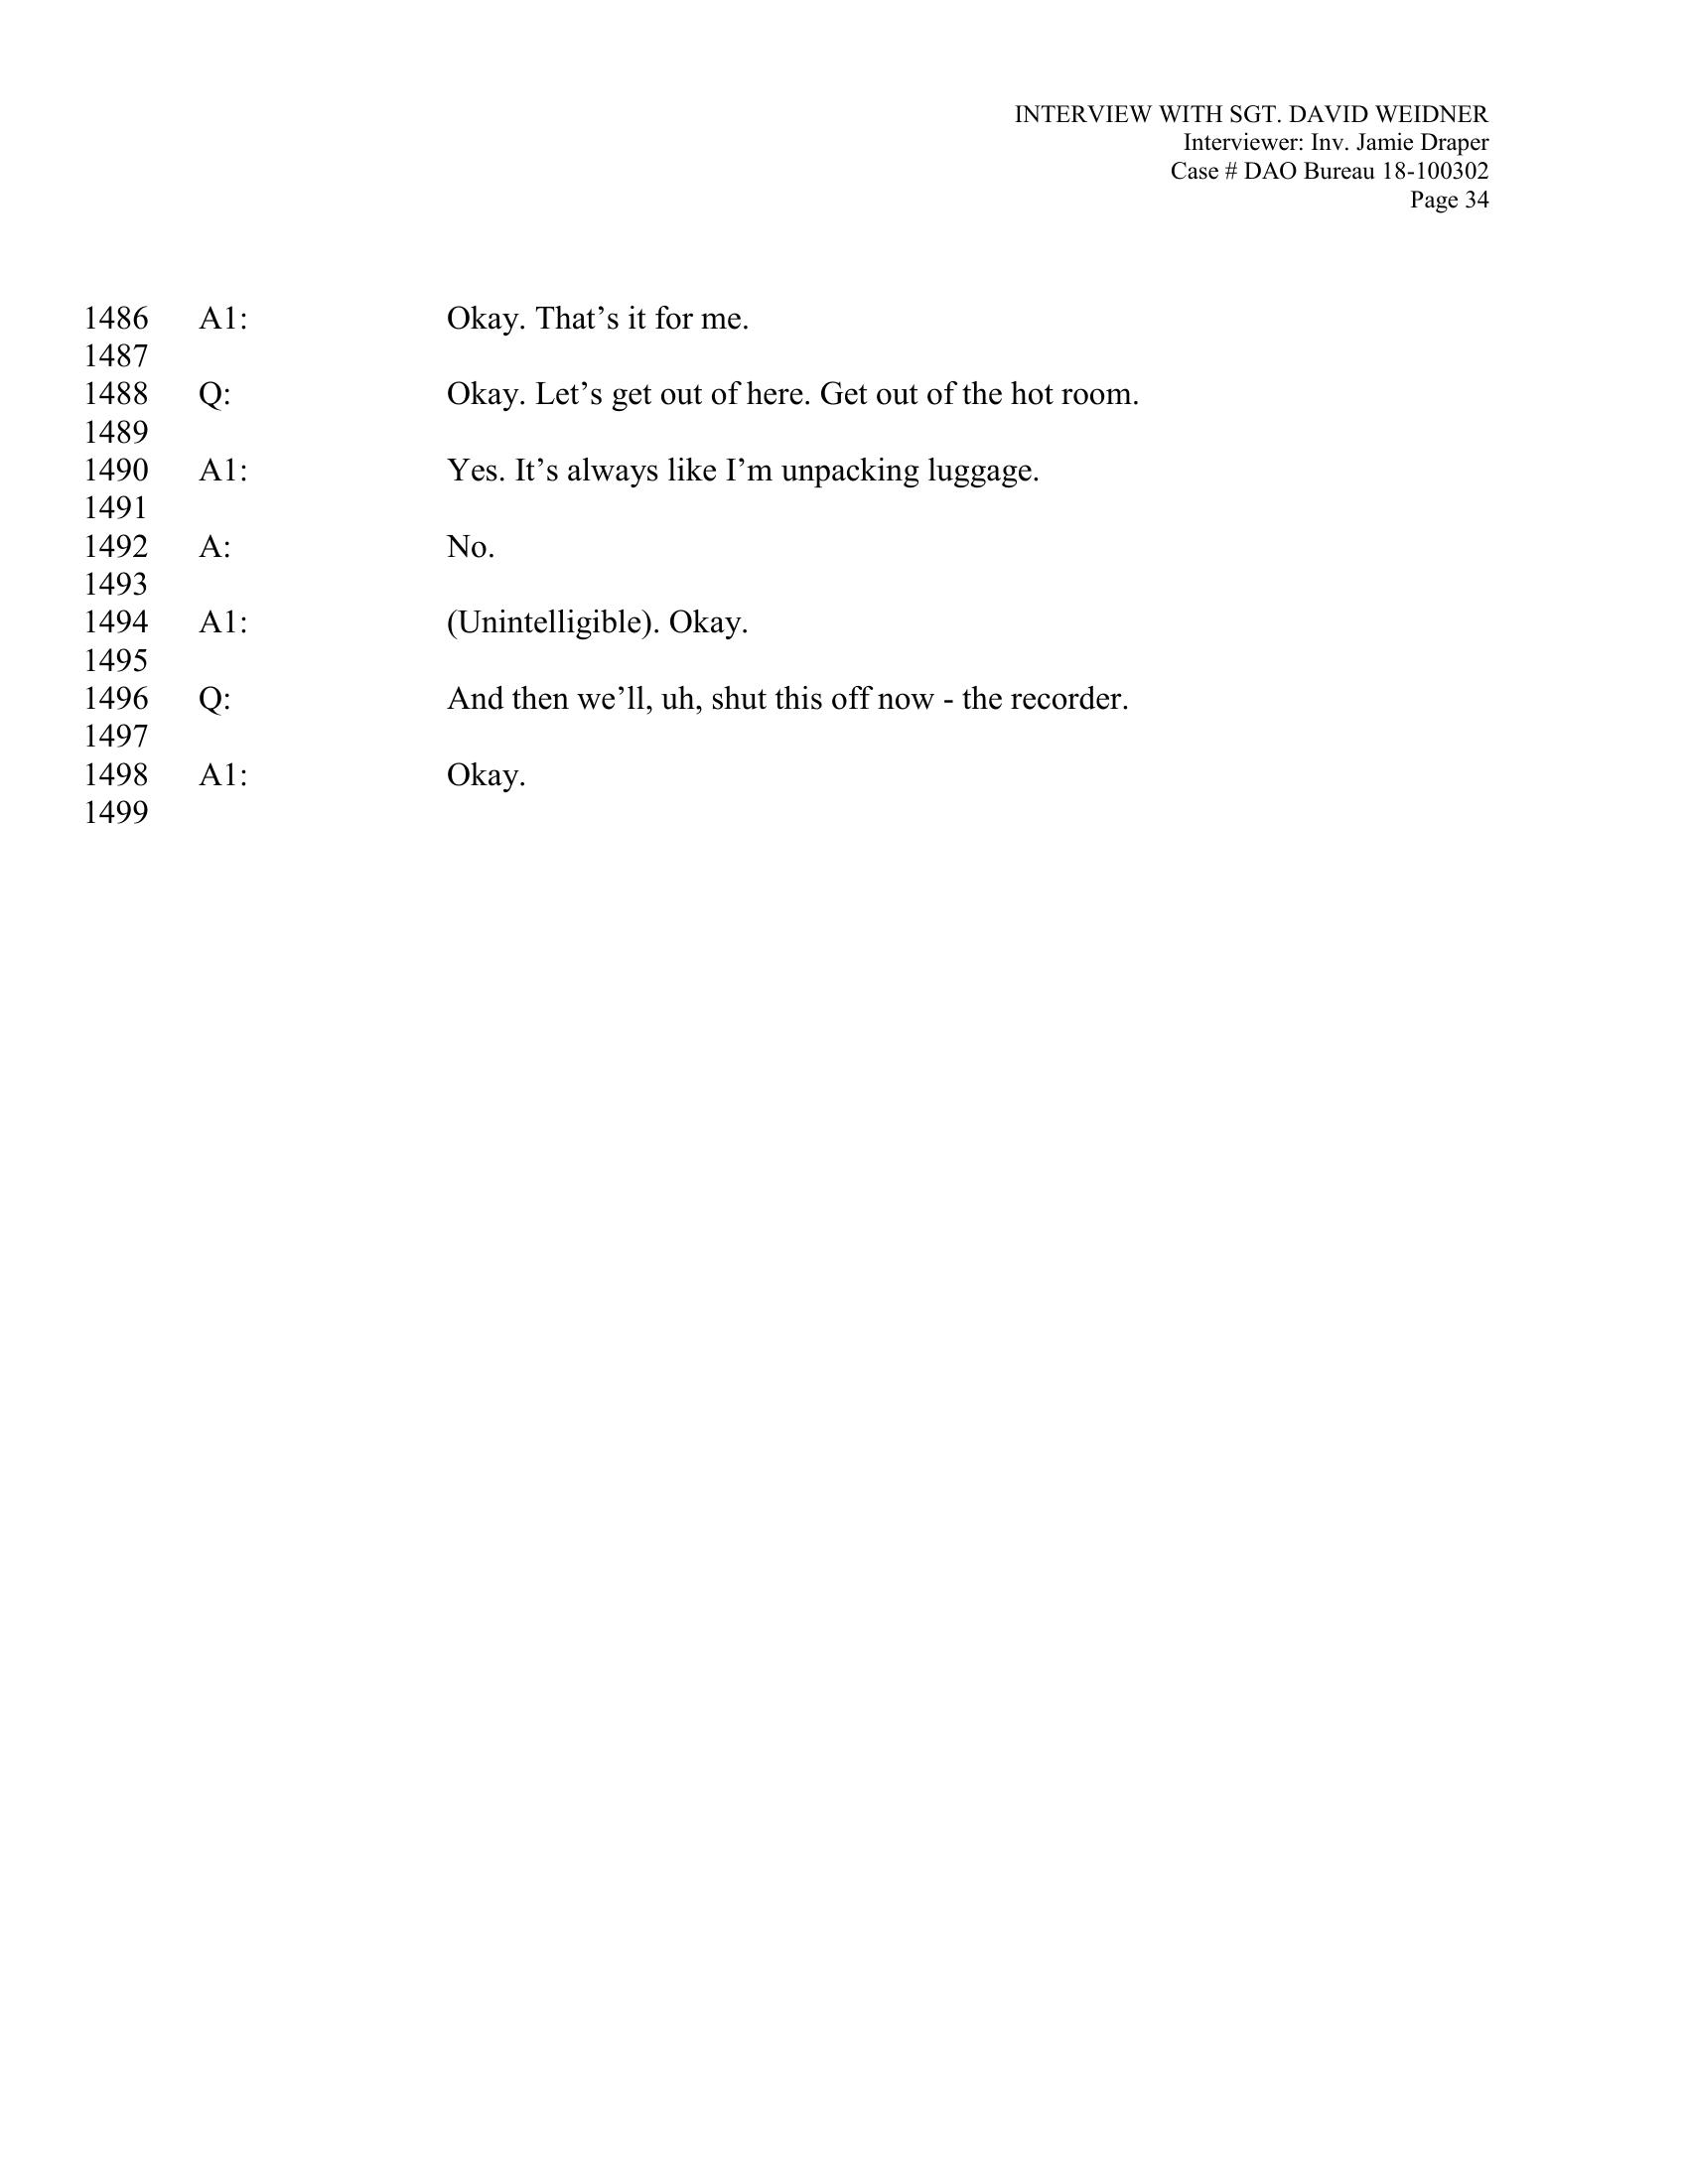 INTERVIEW WITH SGT. DAVID WEIDNER
Interviewer: Inv. Jamie Draper
Case # DAO Bureau 18-100302
Page 34
1486 A1: Okay. That’s it for me.
1487
1488 Q: Okay. Let’s get out of here. Get out of the hot room.
1489
1490 A1: Yes. It’s always like I’m unpacking luggage.
1491
1492 A: No.
1493
1494 A1: (Unintelligible). Okay.
1495
1496 Q: And then we’ll, uh, shut this off now - the recorder.
1497
1498 A1: Okay.
1499